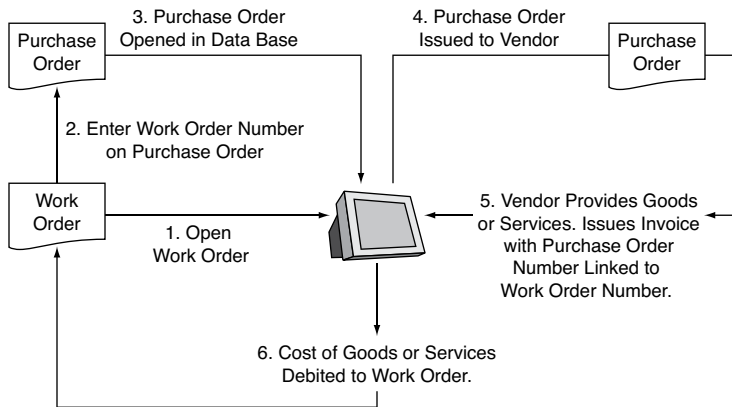 3. Purchase Order
Opened in Data Base
4. Purchase Order
Issued to Vendor
Purchase
Order
Purchase
Order
2. Enter Work Order Number
on Purchase Order
Work
Order
1. Open
Work Order
5. Vendor Provides Goods
or Services. Issues Invoice
with Purchase Order
Number Linked to
Work Order Number.
6. Cost of Goods or Services
Debited to Work Order.